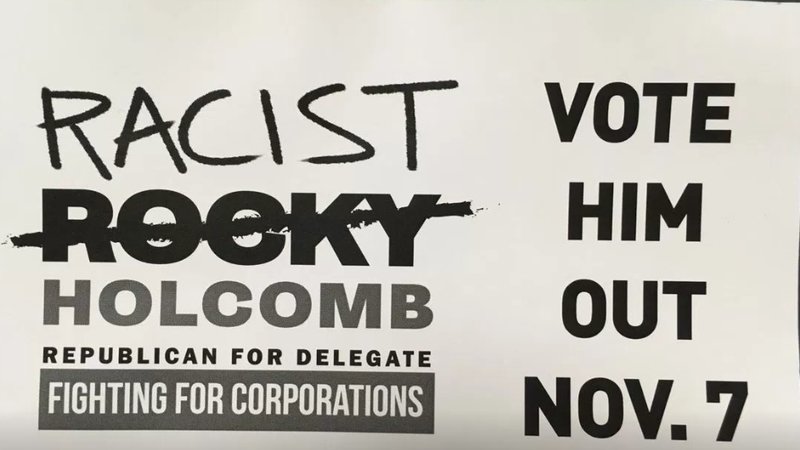 RACIST
ROCKY
HOLCOMB
REPUBLICAN FOR DELEGATE
FIGHTING FOR CORPORATIONS
VOTE
HIM
OUT
NOV. 7